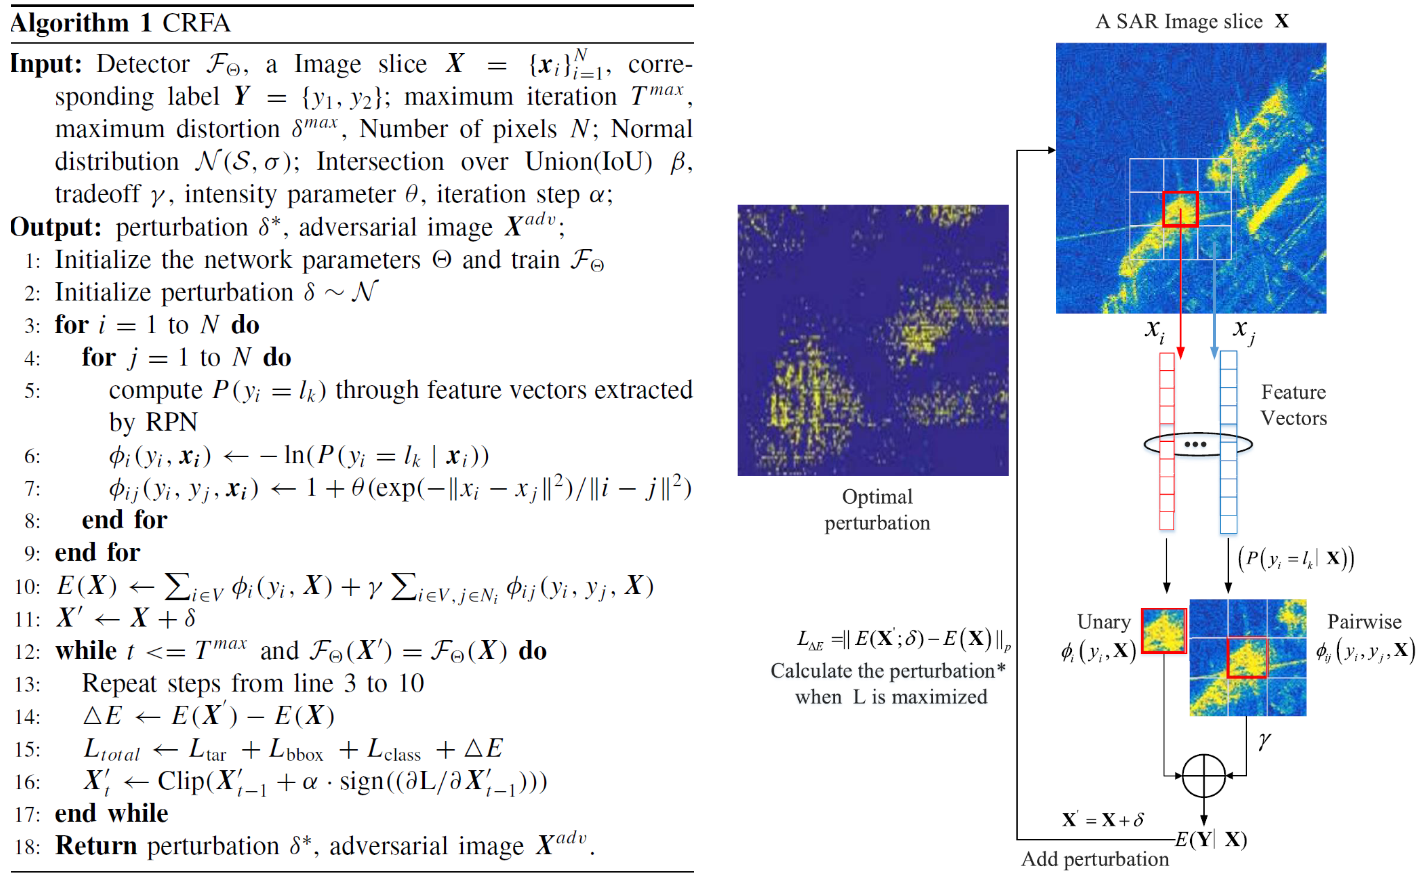 Algorithm 1 CRFA
Input: Detector $\mathcal{F}_\Theta$, a Image slice $\boldsymbol{X} = \{\boldsymbol{x}_i\}_{i=1}^{N}$, corre-
sponding label $\boldsymbol{Y} = \{y_1, y_2\}$; maximum iteration $T^{max}$,
maximum distortion $\delta^{max}$, Number of pixels $N$; Normal
distribution $\mathcal{N}(\mathcal{S}, \sigma)$; Intersection over Union(IoU) $\beta$,
tradeoff $\gamma$, intensity parameter $\theta$, iteration step $\alpha$;
Output: perturbation $\delta^*$, adversarial image $\boldsymbol{X}^{adv}$;
1: Initialize the network parameters $\Theta$ and train $\mathcal{F}_\Theta$
2: Initialize perturbation $\delta \sim \mathcal{N}$
3: for $i = 1$ to $N$ do
4: for $j = 1$ to $N$ do
5: compute $P(y_i = l_k)$ through feature vectors extracted
by RPN
6: $\phi_i(y_i, \boldsymbol{x_i}) \leftarrow -\ln(P(y_i = l_k \mid \boldsymbol{x}_i))$
7: $\phi_{ij}(y_i, y_j, \boldsymbol{x_i}) \leftarrow 1 + \theta(\exp(-\|x_i - x_j\|^2)/\|i - j\|^2)$
8: end for
9: end for
10: $E(\boldsymbol{X}) \leftarrow \sum_{i \in V} \phi_i(y_i, \boldsymbol{X}) + \gamma \sum_{i \in V, j \in N_i} \phi_{ij}(y_i, y_j, \boldsymbol{X})$
11: $\boldsymbol{X}' \leftarrow \boldsymbol{X} + \delta$
12: while $t <= T^{max}$ and $\mathcal{F}_\Theta(\boldsymbol{X}') = \mathcal{F}_\Theta(\boldsymbol{X})$ do
13: Repeat steps from line 3 to 10
14: $\triangle E \leftarrow E(\boldsymbol{X}') - E(\boldsymbol{X})$
15: $L_{total} \leftarrow L_{\text{tar}} + L_{\text{bbox}} + L_{\text{class}} + \triangle E$
16: $\boldsymbol{X}'_t \leftarrow \text{Clip}(\boldsymbol{X}'_{t-1} + \alpha \cdot \text{sign}((\partial \text{L}/\partial \boldsymbol{X}'_{t-1})))$
17: end while
18: Return perturbation $\delta^*$, adversarial image $\boldsymbol{X}^{adv}$.
A SAR Image slice $\mathbf{X}$
$x_i$
$x_j$
Feature
Vectors
•••
Optimal
perturbation
$(P(y_i = l_k | \mathbf{X}))$
Unary
$\phi_i(y_i, \mathbf{X})$
Pairwise
$\phi_{ij}(y_i, y_j, \mathbf{X})$
$L_{\Delta E} = \| E(\mathbf{X}'; \delta) - E(\mathbf{X}) \|_p$
Calculate the perturbation*
when L is maximized
$\gamma$
$\mathbf{X}' = \mathbf{X} + \delta$
Add perturbation
$E(\mathbf{Y} | \mathbf{X})$